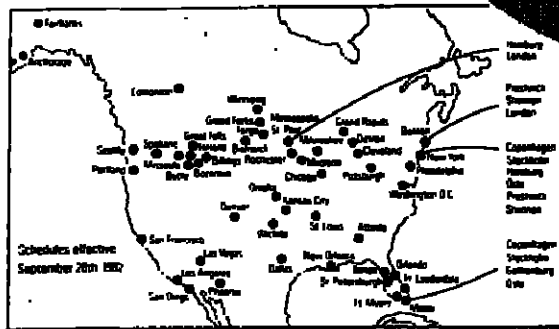 Fairbanks
Anchorage
Edmonton
Winnipeg
Grand Forks
Fargo
Minneapolis
St Paul
Grand Rapids
Seattle
Spokane
Great Falls
Helena
Portland
Missoula
Butte
Bozeman
Billings
Bismarck
Rochester
Milwaukee
Madison
Chicago
Detroit
Cleveland
Pittsburgh
Boston
New York
Philadelphia
Washington D.C.
Omaha
Denver
Kansas City
Wichita
St Louis
Atlanta
San Francisco
Las Vegas
Los Angeles
San Diego
Phoenix
Dallas
New Orleans
Tampa
St Petersburg
Orlando
Ft Lauderdale
Ft Myers
Miami
Schedules effective
September 28th 1982
Hamburg
London
Prestwick
Shannon
London
Copenhagen
Stockholm
Hamburg
Oslo
Prestwick
Shannon
Copenhagen
Stockholm
Gothenburg
Oslo